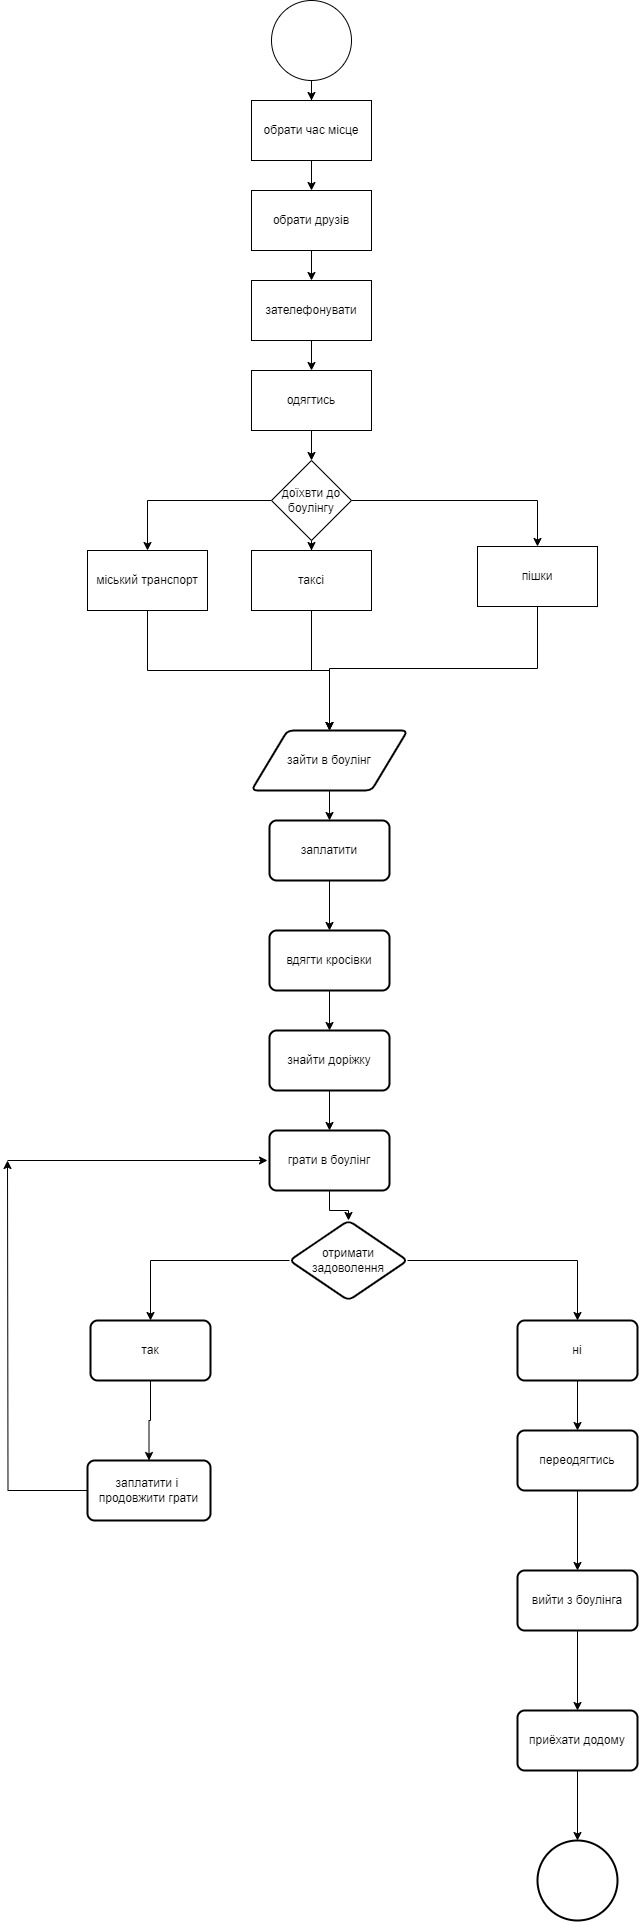 обрати час місце
обрати друзів
зателефонувати
одягтись
доїхвти до
боулінгу
міський транспорт
таксі
пішки
зайти в боулінг
заплатити
вдягти кросівки
знайти доріжку
грати в боулінг
отримати
задоволення
так
ні
заплатити і
продовжити грати
переодягтись
вийти з боулінга
приёхати додому